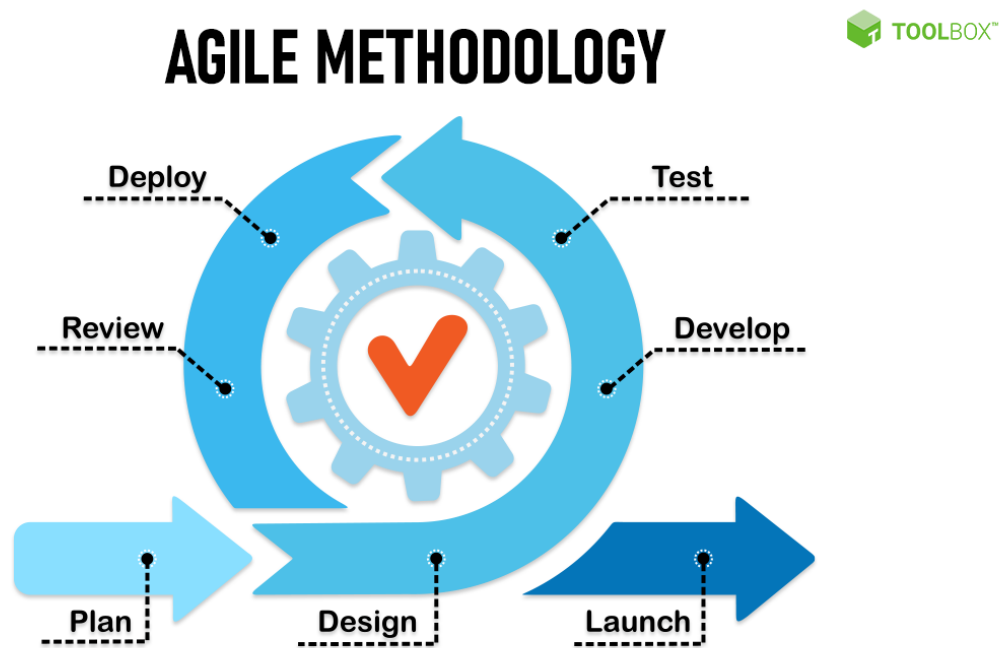 AGILE METHODOLOGY
TOOLBOX™
Deploy
Test
Review
Develop
Plan
Design
Launch